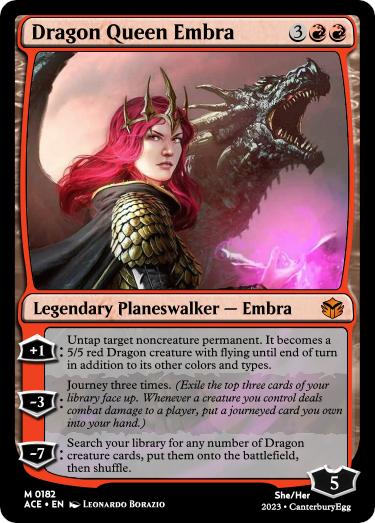 Dragon Queen Embra 3
Legendary Planeswalker — Embra
+1: Untap target noncreature permanent. It becomes a
5/5 red Dragon creature with flying until end of turn
in addition to its other colors and types.
-3: Journey three times. (Exile the top three cards of your
library face up. Whenever a creature you control deals
combat damage to a player, put a journeyed card you own
into your hand.)
-7: Search your library for any number of Dragon
creature cards, put them onto the battlefield,
then shuffle.
5
M 0182
ACE • EN Leonardo Borazio
She/Her
2023 • CanterburyEgg